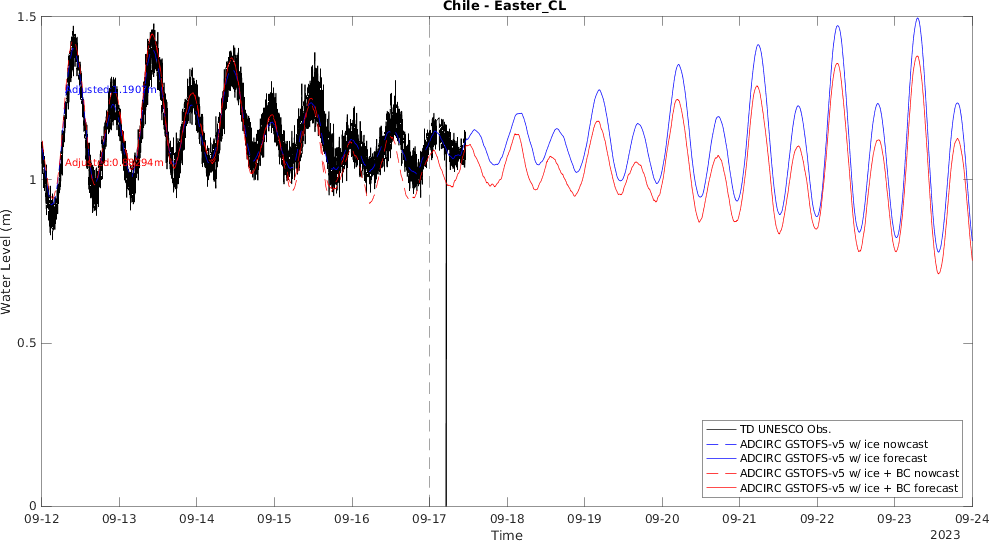 Chile - Easter_CL
1.5
1
0.5
0
Water Level (m)
09-12 09-13 09-14 09-15 09-16 09-17 09-18 09-19 09-20 09-21 09-22 09-23 09-24
Time
2023
TD UNESCO Obs.
ADCIRC GSTOFS-v5 w/ ice nowcast
ADCIRC GSTOFS-v5 w/ ice forecast
ADCIRC GSTOFS-v5 w/ ice + BC nowcast
ADCIRC GSTOFS-v5 w/ ice + BC forecast